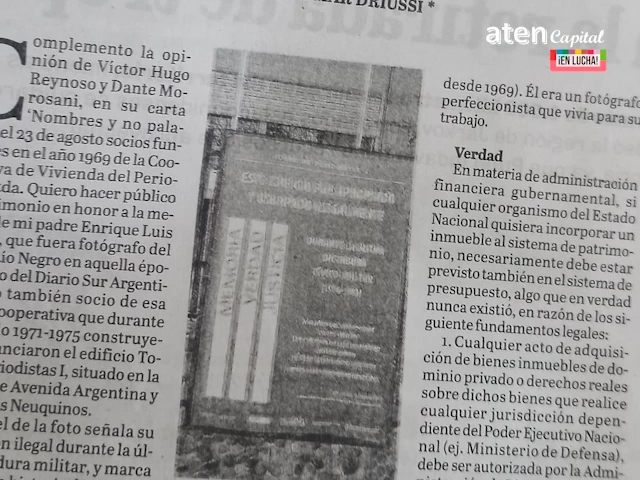 DRIUSSI *
aten Capital
¡EN LUCHA!
Complemento la opi-
nión de Víctor Hugo
Reynoso y Dante Mo-
rosani, en su carta
'Nombres y no pala-
el 23 de agosto socios fun-
es en el año 1969 de la Coo-
va de Vivienda del Perio-
tda. Quiero hacer público
imonio en honor a la me-
de mi padre Enrique Luis
, que fuera fotógrafo del
ío Negro en aquella épo-
o del Diario Sur Argenti-
o también socio de esa
ooperativa que durante
o 1971-1975 construye-
nanciaron el edificio To-
riodistas I, situado en la
e Avenida Argentina y
s Neuquinos.
el de la foto señala su
n ilegal durante la úl-
dura militar, y marca
MEMORIA
VERDAD
JUSTICIA
desde 1969). Él era un fotógrafo
perfeccionista que vivía para su
trabajo.
Verdad
En materia de administración
financiera gubernamental, si
cualquier organismo del Estado
Nacional quisiera incorporar un
inmueble al sistema de patrimo-
nio, necesariamente debe estar
previsto también en el sistema de
presupuesto, algo que en verdad
nunca existió, en razón de los si-
guiente fundamentos legales:
1. Cualquier acto de adquisi-
ción de bienes inmuebles de do-
minio privado o derechos reales
sobre dichos bienes que realice
cualquier jurisdicción depen-
diente del Poder Ejecutivo Nacio-
nal (ej. Ministerio de Defensa),
debe ser autorizada por la Admi-